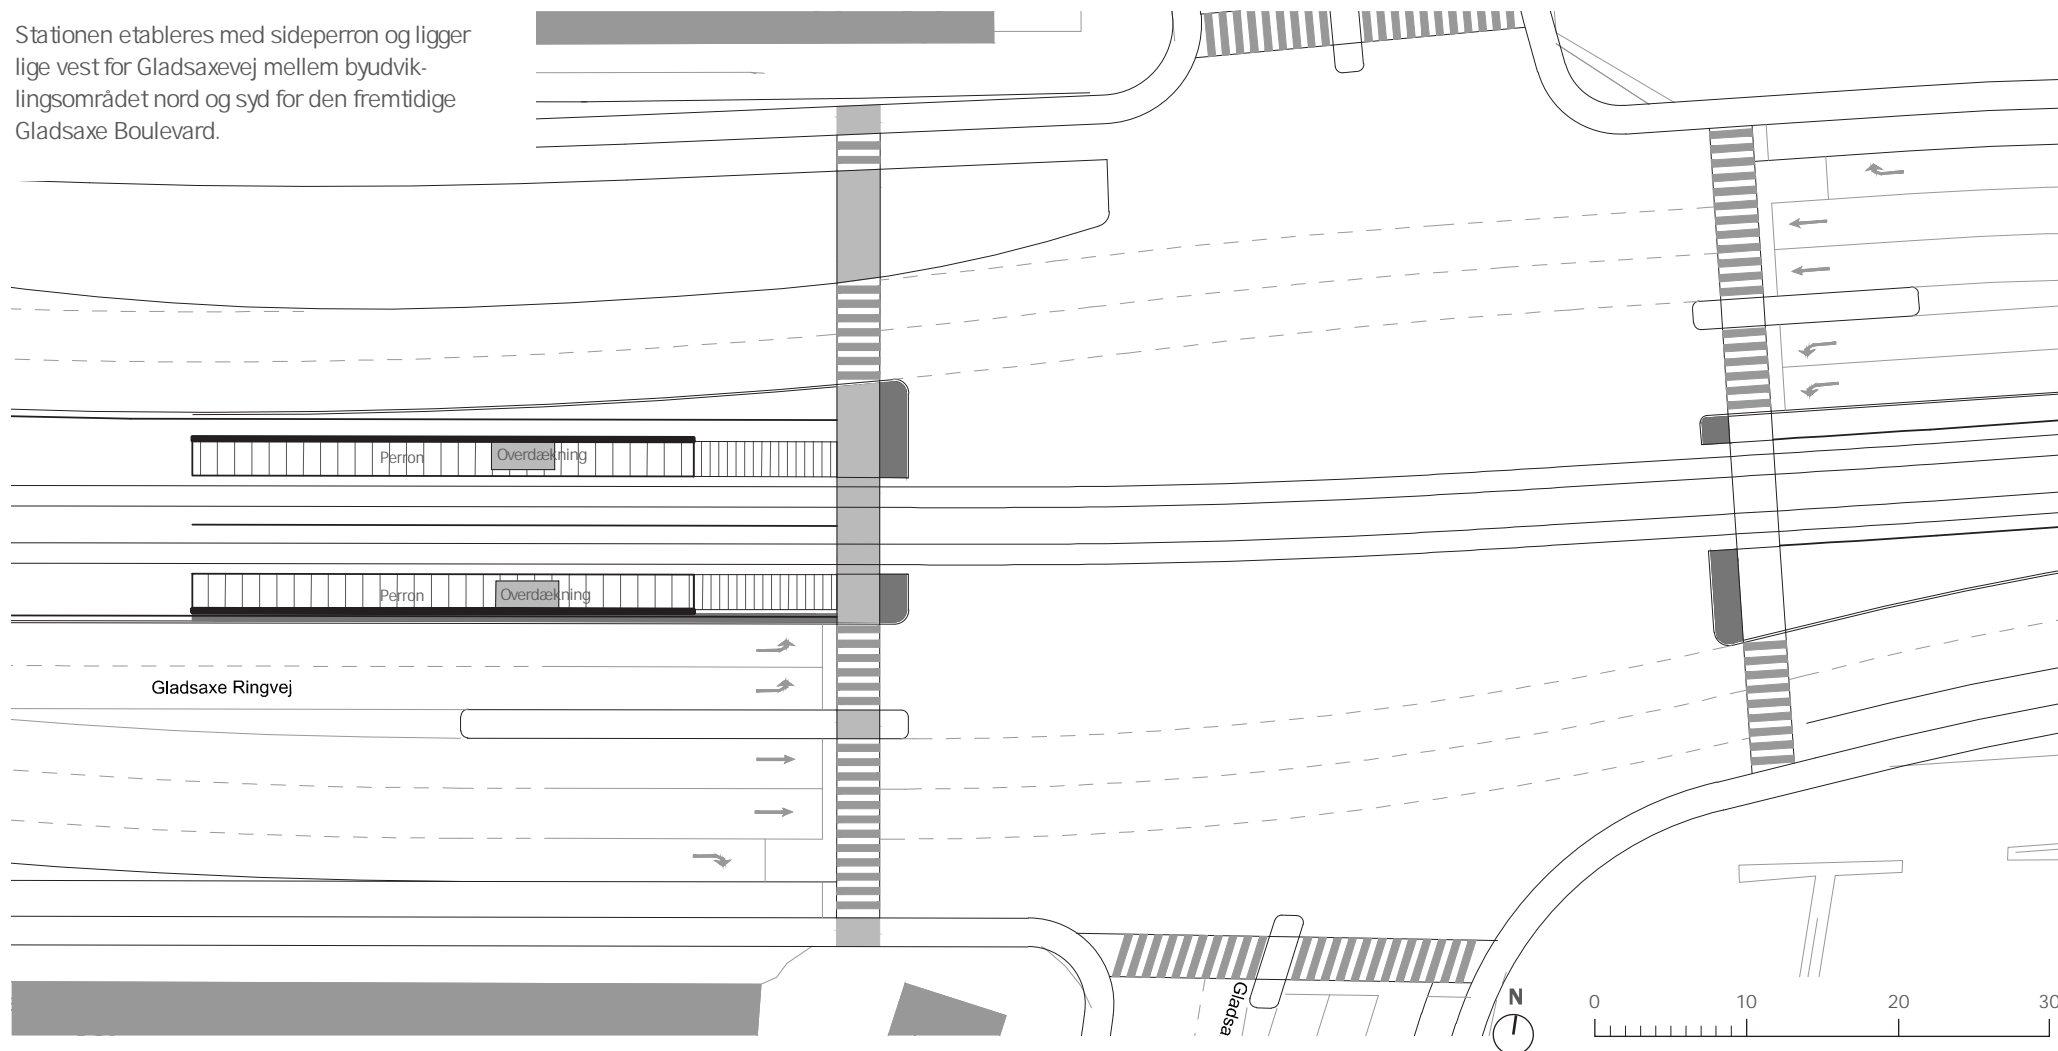 Stationen etableres med sideperron og ligger
lige vest for Gladsaxevej mellem byudvik-
lingsområdet nord og syd for den fremtidige
Gladsaxe Boulevard.
Perron
Overdækning
Perron
Overdækning
Gladsaxe Ringvej
Gladsa
N
0 10 20 30